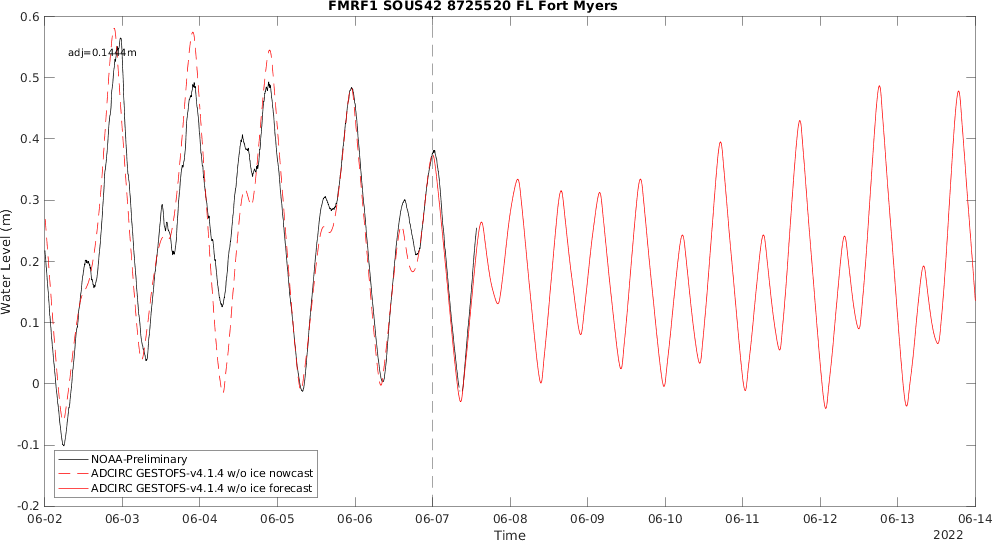 FMRF1 SOUS42 8725520 FL Fort Myers
adj=0.1444m
0.6
0.5
0.4
0.3
0.2
0.1
0
-0.1
-0.2
Water Level (m)
NOAA-Preliminary
ADCIRC GESTOFS-v4.1.4 w/o ice nowcast
ADCIRC GESTOFS-v4.1.4 w/o ice forecast
06-02 06-03 06-04 06-05 06-06 06-07 06-08 06-09 06-10 06-11 06-12 06-13 06-14
Time
2022